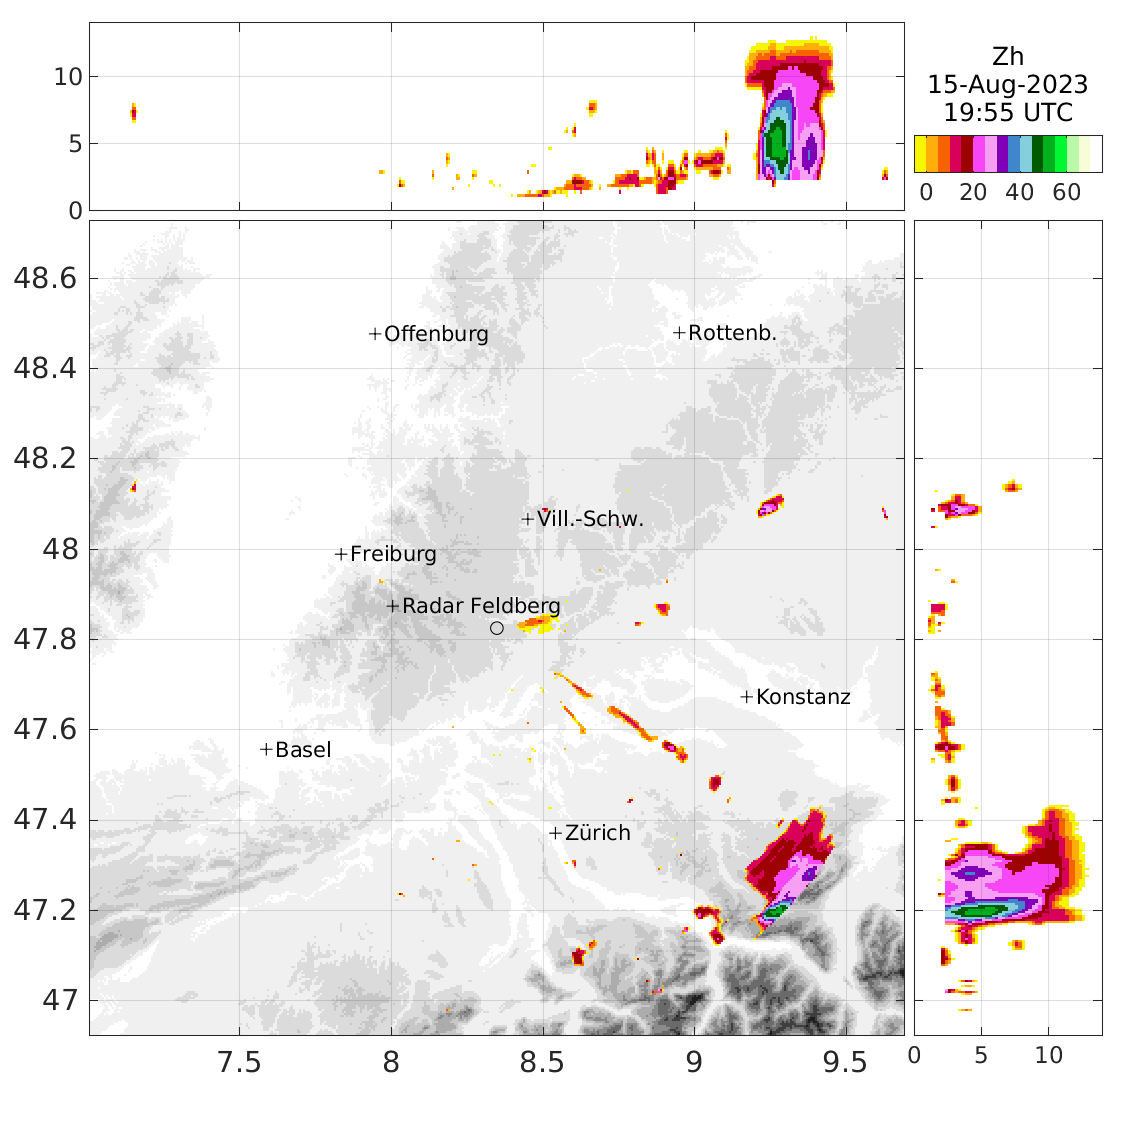 10
5
0
Zh
15-Aug-2023
19:55 UTC
0 20 40 60
48.6
48.4
48.2
48
47.8
47.6
47.4
47.2
47
+Offenburg
+Rottenb.
+Vill.-Schw.
+Freiburg
+Radar Feldberg
+Konstanz
+Basel
+Zürich
7.5 8 8.5 9 9.5
0 5 10